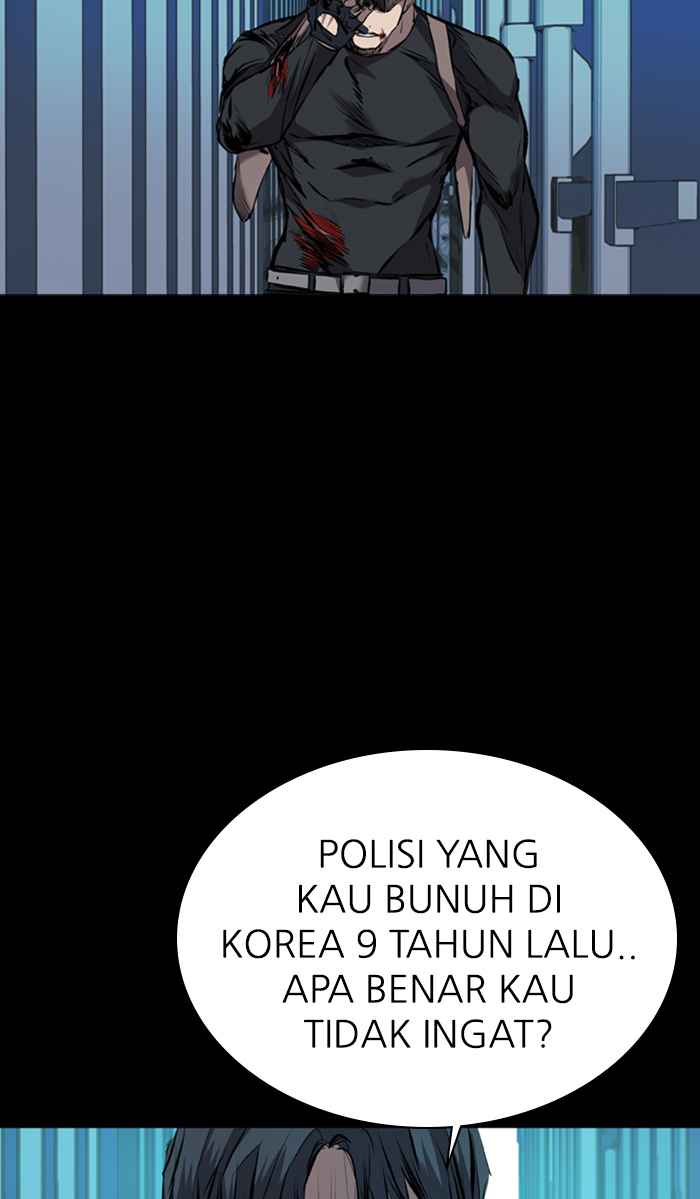 POLISI YANG
KAU BUNUH DI
KOREA 9 TAHUN LALU..
APA BENAR KAU
TIDAK INGAT?